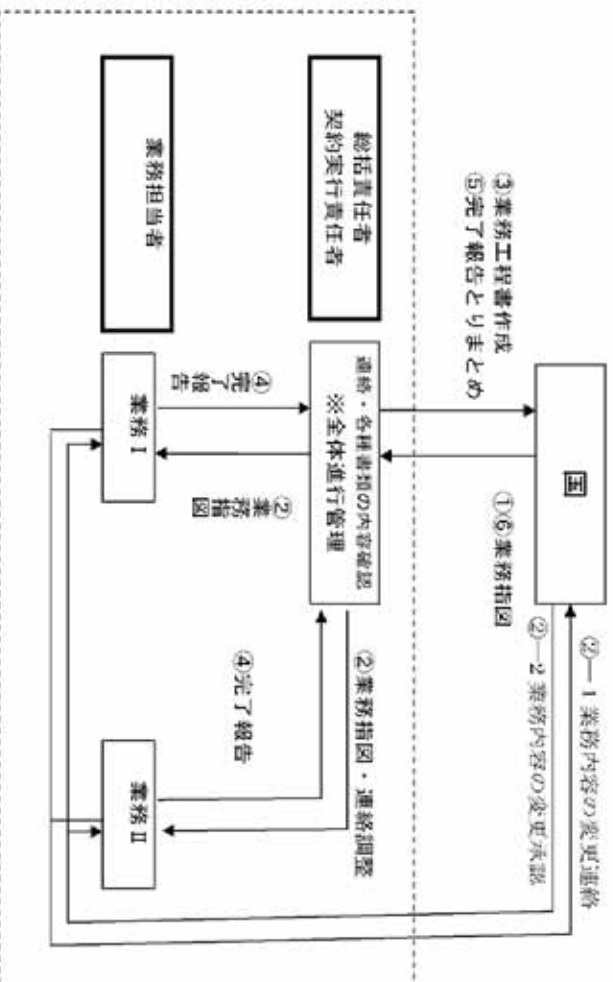 国
③業務工程書作成
⑤完了報告とりまとめ
①⑥業務指図
②―1 業務内容の変更連絡
②―2 業務内容の変更承認
総括責任者
契約実行責任者
連絡・各種書類の内容確認
※全体進行管理
②業務指図・連絡調整
④完了報告
④完
了報
告
②
業務指
図
業務担当者
業務Ⅰ
業務Ⅱ